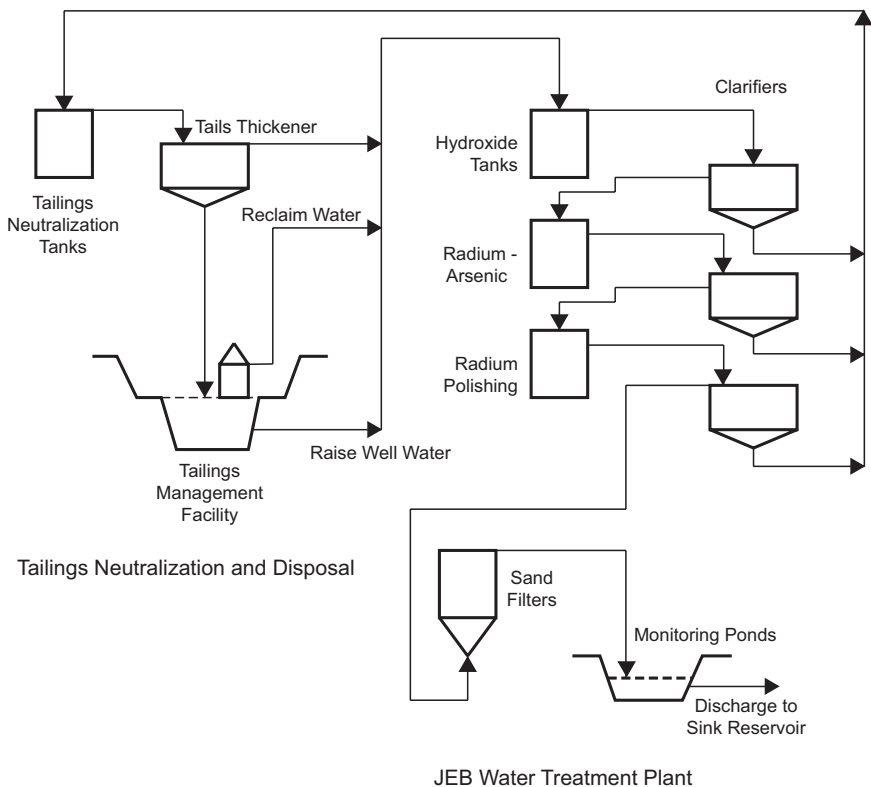 Clarifiers
Tails Thickener
Hydroxide
Tanks
Tailings
Neutralization
Tanks
Reclaim Water
Radium -
Arsenic
Radium
Polishing
Raise Well Water
Tailings
Management
Facility
Tailings Neutralization and Disposal
Sand
Filters
Monitoring Ponds
Discharge to
Sink Reservoir
JEB Water Treatment Plant